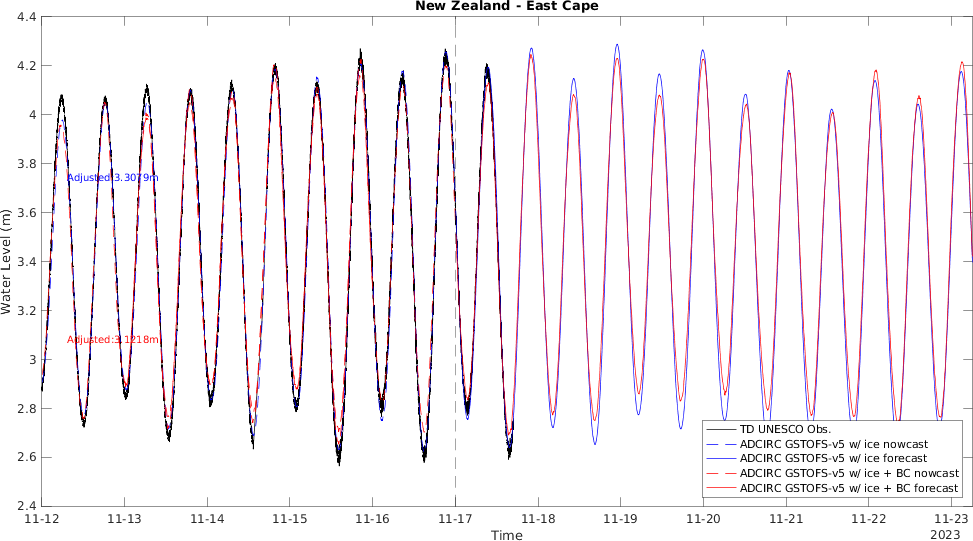 New Zealand - East Cape
4.4
4.2
4
3.8
3.6
3.4
3.2
3
2.8
2.6
2.4
Water Level (m)
Adjusted:3.3079m
Adjusted:3.1218m
TD UNESCO Obs.
ADCIRC GSTOFS-v5 w/ ice nowcast
ADCIRC GSTOFS-v5 w/ ice forecast
ADCIRC GSTOFS-v5 w/ ice + BC nowcast
ADCIRC GSTOFS-v5 w/ ice + BC forecast
11-12 11-13 11-14 11-15 11-16 11-17 11-18 11-19 11-20 11-21 11-22 11-23
Time
2023